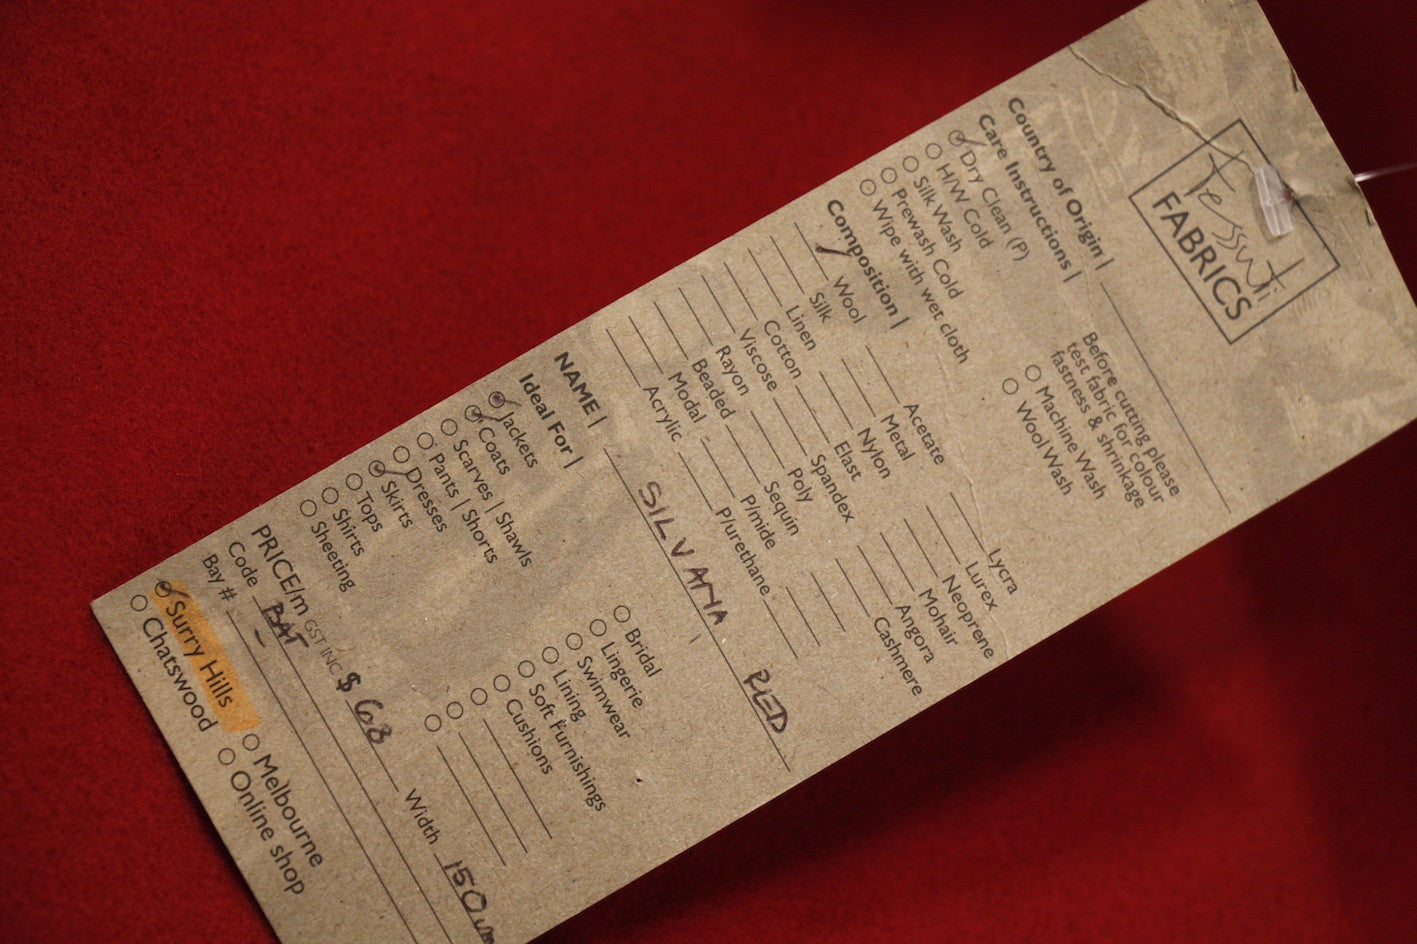 tessuti
FABRICS
Country of Origin |
Care Instructions |
Dry Clean (P)
H/W Cold
Silk Wash
Prewash Cold
Wipe with wet cloth
Before cutting please
test fabric for colour
fastness & shrinkage
Machine Wash
Wool Wash
Composition |
Wool
Silk
Linen
Cotton
Viscose
Rayon
Beaded
Modal
Acrylic
Acetate
Metal
Nylon
Elast
Spandex
Poly
Sequin
P/mide
P/urethane
Lycra
Lurex
Neoprene
Mohair
Angora
Cashmere
NAME | SILVANA RED
Ideal For |
Jackets
Coats
Scarves | Shawls
Pants | Shorts
Dresses
Skirts
Tops
Shirts
Sheeting
Bridal
Lingerie
Swimwear
Lining
Soft Furnishings
Cushions
PRICE/m GST INC $ 68 Width 150
Code BAT
Bay # -
Surry Hills
Chatswood
Melbourne
Online shop